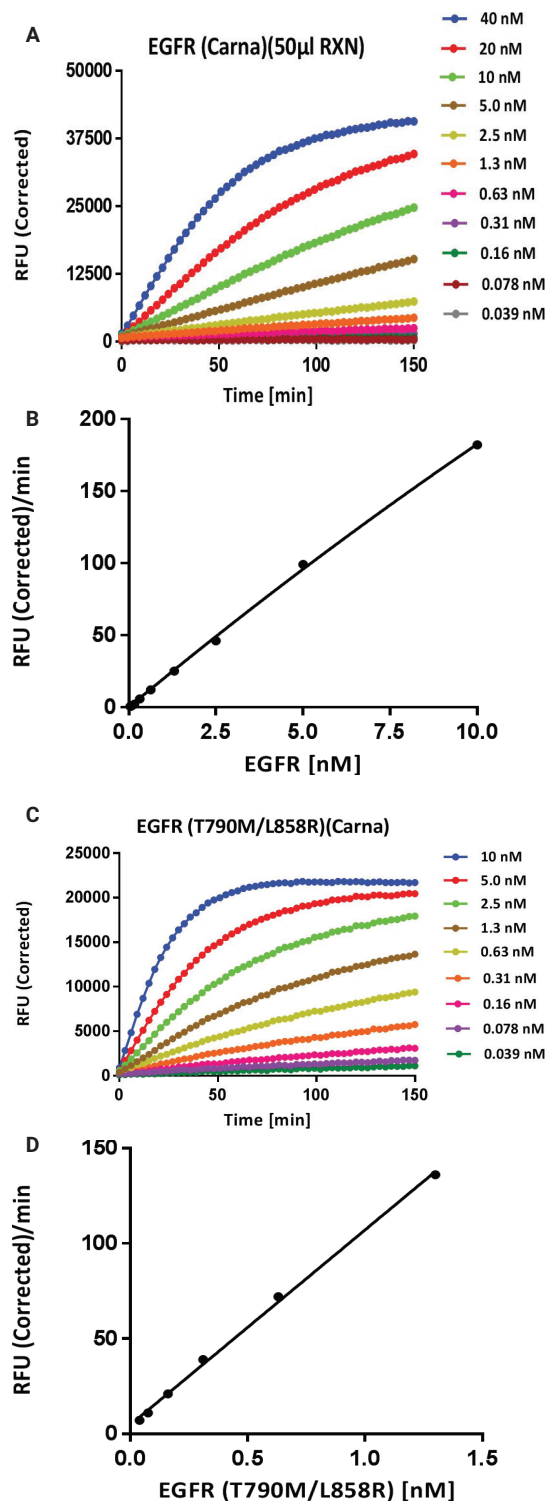 A
EGFR (Carna)(50µl RXN)
RFU (Corrected)
50000
37500
25000
12500
0
0 50 100 150
Time [min]
40 nM
20 nM
10 nM
5.0 nM
2.5 nM
1.3 nM
0.63 nM
0.31 nM
0.16 nM
0.078 nM
0.039 nM
B
RFU (Corrected)/min
200
150
100
50
0
0.0 2.5 5.0 7.5 10.0
EGFR [nM]
C
EGFR (T790M/L858R)(Carna)
RFU (Corrected)
25000
20000
15000
10000
5000
0
0 50 100 150
Time [min]
10 nM
5.0 nM
2.5 nM
1.3 nM
0.63 nM
0.31 nM
0.16 nM
0.078 nM
0.039 nM
D
RFU (Corrected)/min
150
100
50
0
0.0 0.5 1.0 1.5
EGFR (T790M/L858R) [nM]